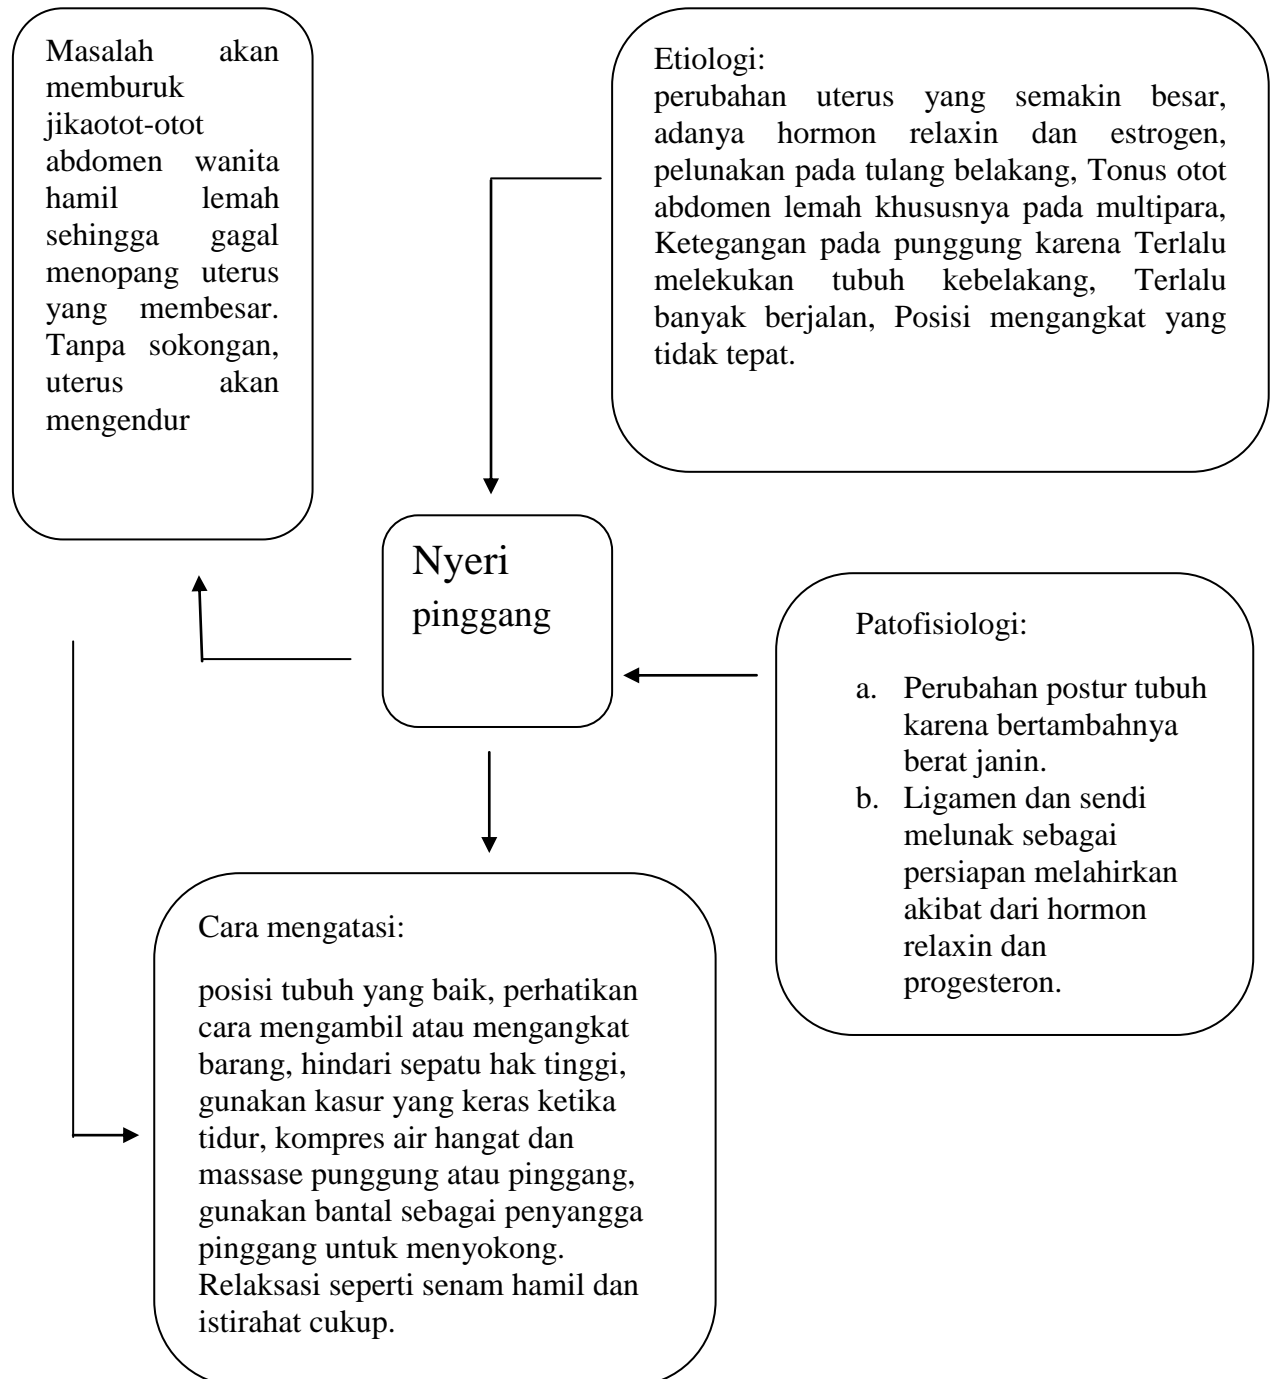 Masalah akan
memburuk
jikaotot-otot
abdomen wanita
hamil lemah
sehingga gagal
menopang uterus
yang membesar.
Tanpa sokongan,
uterus akan
mengendur
Etiologi:
perubahan uterus yang semakin besar,
adanya hormon relaxin dan estrogen,
pelunakan pada tulang belakang, Tonus otot
abdomen lemah khususnya pada multipara,
Ketegangan pada punggung karena Terlalu
melekukan tubuh kebelakang, Terlalu
banyak berjalan, Posisi mengangkat yang
tidak tepat.
Nyeri
pinggang
Patofisiologi:
a. Perubahan postur tubuh
karena bertambahnya
berat janin.
b. Ligamen dan sendi
melunak sebagai
persiapan melahirkan
akibat dari hormon
relaxin dan
progesteron.
Cara mengatasi:
posisi tubuh yang baik, perhatikan
cara mengambil atau mengangkat
barang, hindari sepatu hak tinggi,
gunakan kasur yang keras ketika
tidur, kompres air hangat dan
massase punggung atau pinggang,
gunakan bantal sebagai penyangga
pinggang untuk menyokong.
Relaksasi seperti senam hamil dan
istirahat cukup.